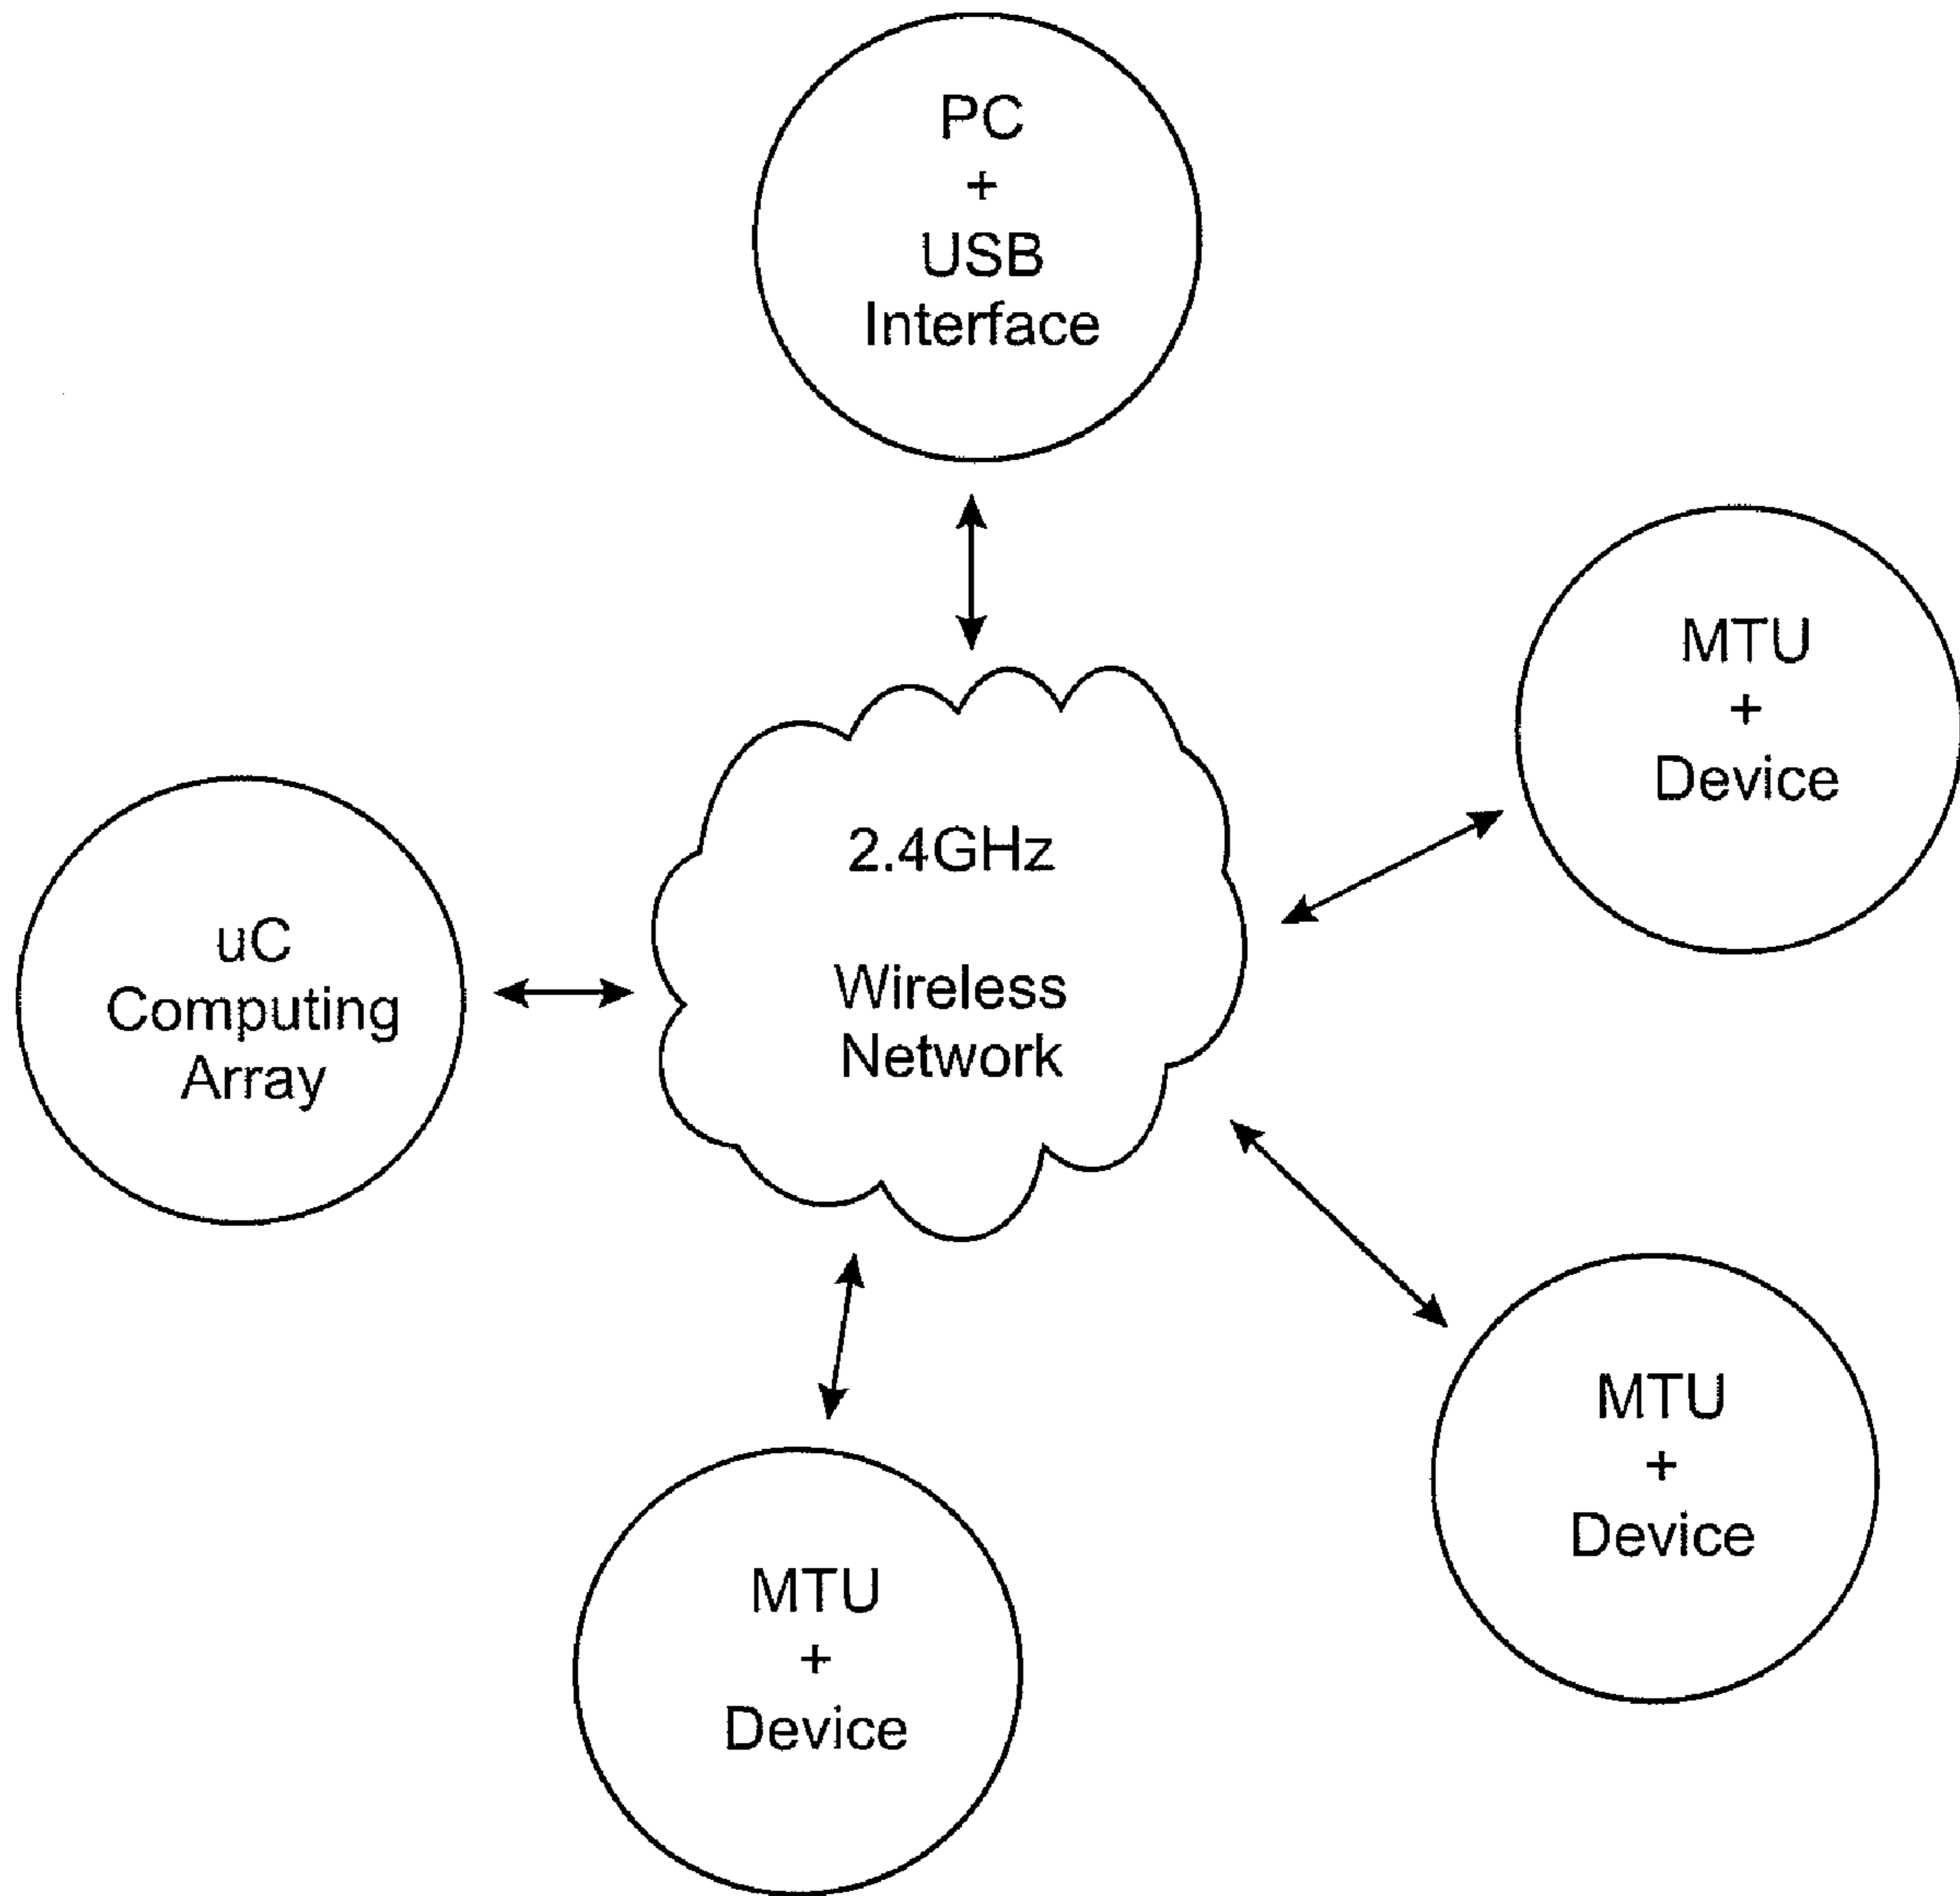 PC
+
USB
Interface
MTU
+
Device
2.4GHz
Wireless
Network
uC
Computing
Array
MTU
+
Device
MTU
+
Device